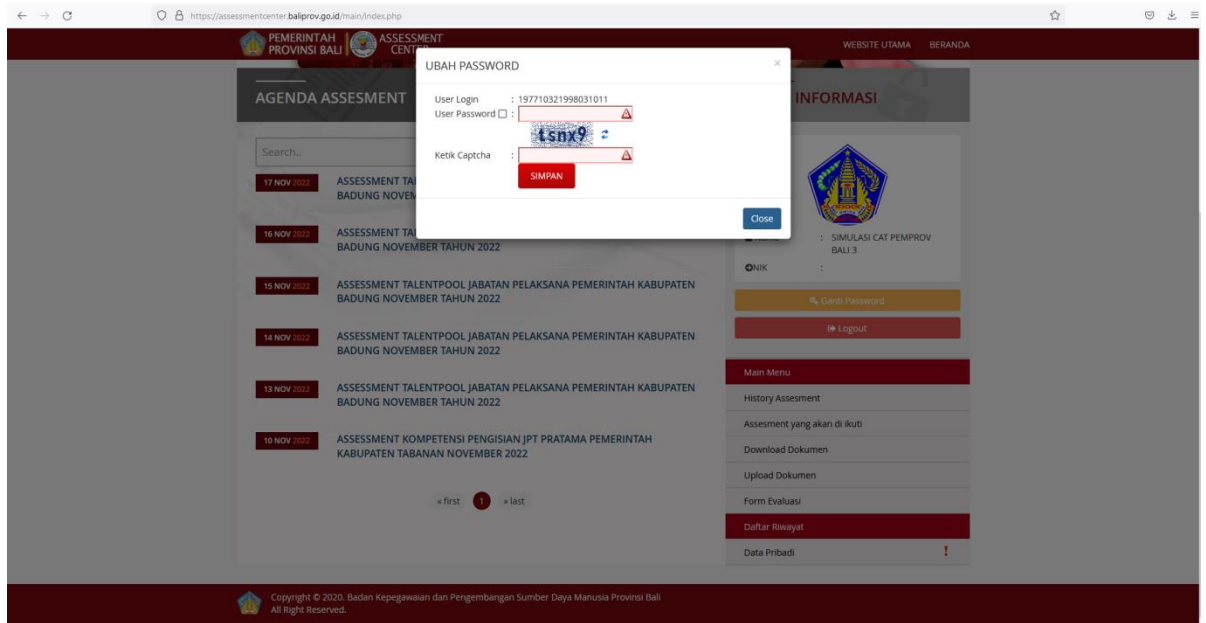 https://assessmentcenter.baliprov.go.id/main/index.php
PEMERINTAH
PROVINSI BALI
ASSESSMENT
CENTER
WEBSITE UTAMA BERANDA
UBAH PASSWORD ×
User Login : 197710321998031011
User Password :
tsnx9
Ketik Captcha :
SIMPAN
Close
AGENDA ASSESMENT
INFORMASI
Search..
17 NOV 2022
ASSESSMENT
BADUNG
16 NOV 2022
ASSESSMENT
BADUNG NOVEMBER TAHUN 2022
15 NOV 2022
ASSESSMENT TALENTPOOL JABATAN PELAKSANA PEMERINTAH KABUPATEN
BADUNG NOVEMBER TAHUN 2022
14 NOV 2022
ASSESSMENT TALENTPOOL JABATAN PELAKSANA PEMERINTAH KABUPATEN
BADUNG NOVEMBER TAHUN 2022
13 NOV 2022
ASSESSMENT TALENTPOOL JABATAN PELAKSANA PEMERINTAH KABUPATEN
BADUNG NOVEMBER TAHUN 2022
10 NOV 2022
ASSESSMENT KOMPETENSI PENGISIAN JPT PRATAMA PEMERINTAH
KABUPATEN TABANAN NOVEMBER 2022
« first 1 » last
: SIMULASI CAT PEMPROV
BALI 3
NIK :
Ganti Password
Logout
Main Menu
History Assesment
Assesment yang akan di ikuti
Download Dokumen
Upload Dokumen
Form Evaluasi
Daftar Riwayat
Data Pribadi !
Copyright © 2020. Badan Kepegawaian dan Pengembangan Sumber Daya Manusia Provinsi Bali
All Right Reserved.